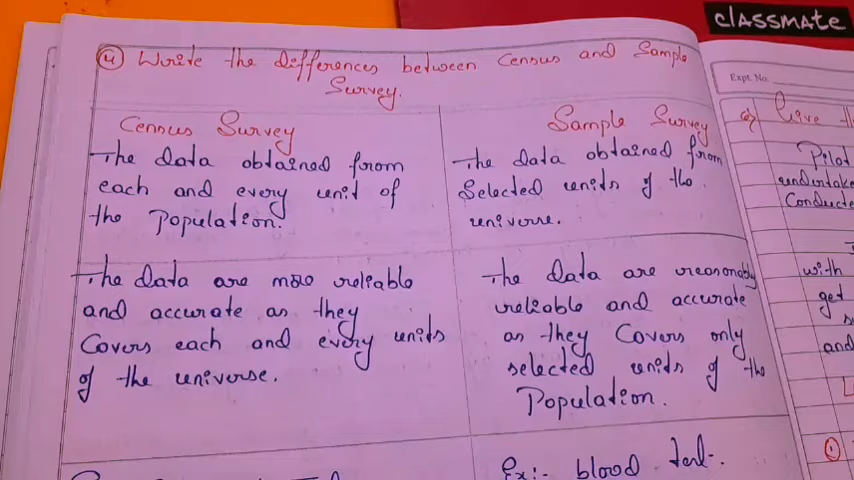 classmate
④ Write the differences between Census and Sample
Survey.
Census Survey
The data obtained from
each and every unit of
the Population.
The data are more reliable
and accurate as they
Covers each and every units
of the universe.
Sample Survey
The data obtained from
Selected units of the
universe.
The data are reasonably
reliable and accurate
as they Covers only
selected units of the
Population.
Ex:- blood test.
Expt. No.
Give
Pilot
undertake
Conducte
with
get
and